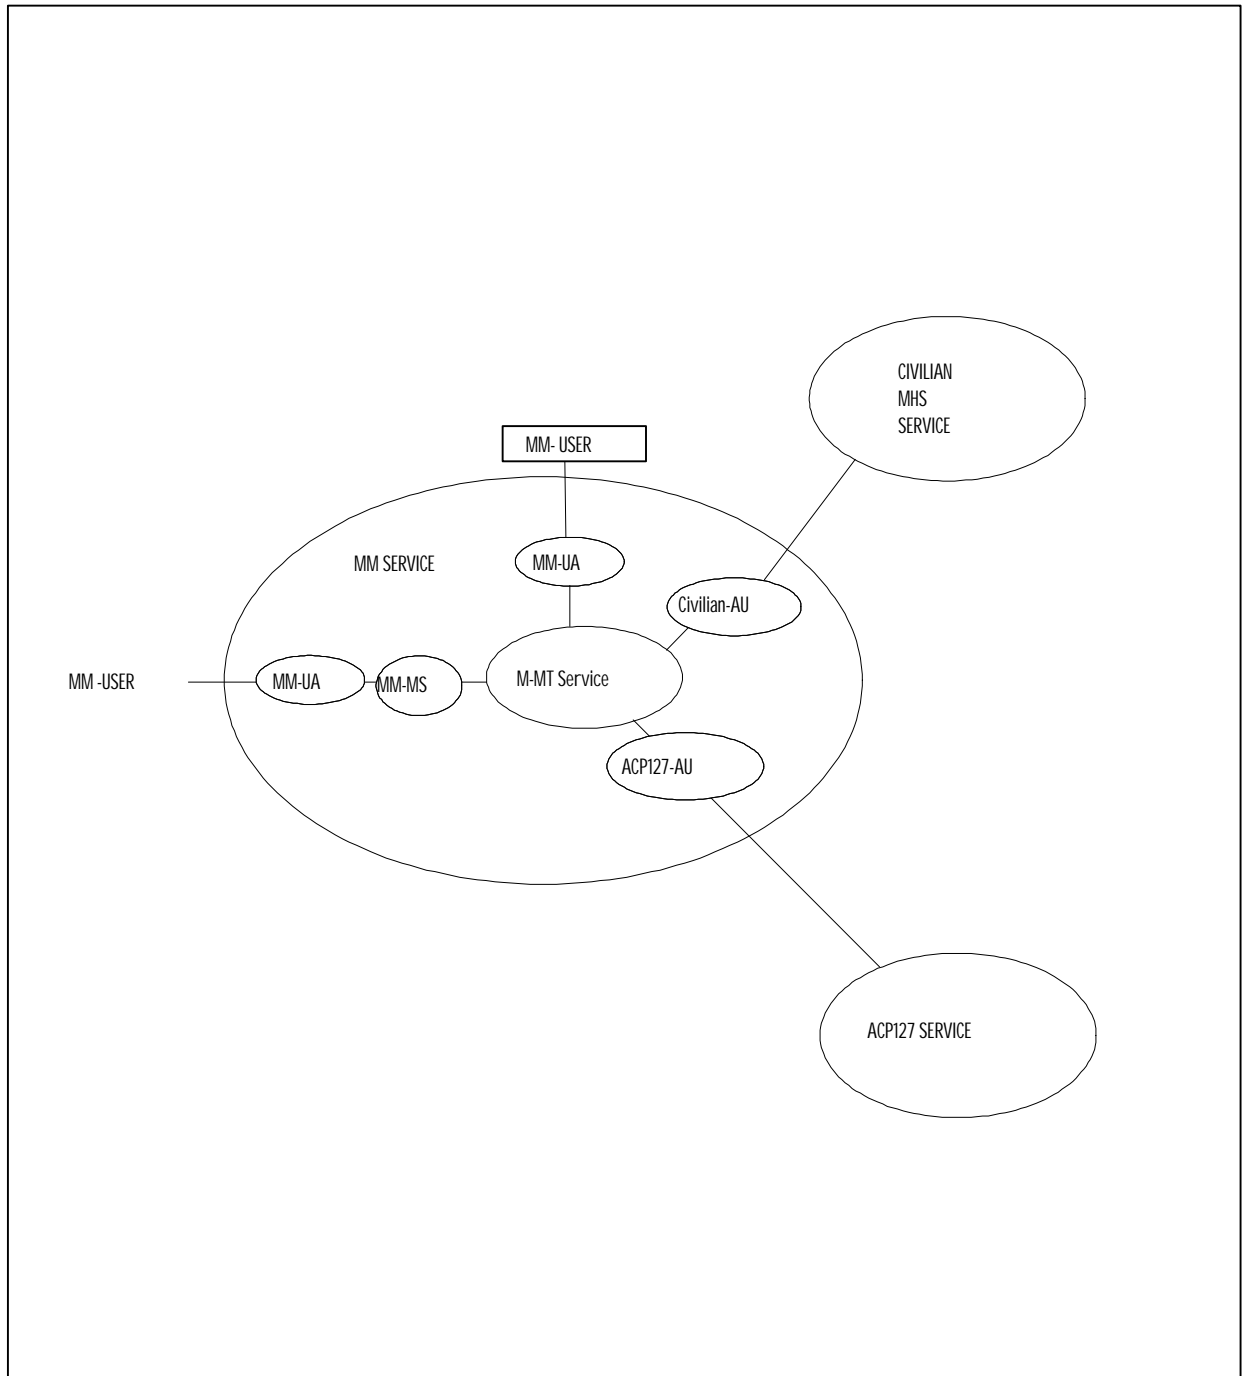 CIVILIAN
MHS
SERVICE
MM- USER
MM SERVICE
MM-UA
Civilian-AU
MM -USER
MM-UA
MM-MS
M-MT Service
ACP127-AU
ACP127 SERVICE